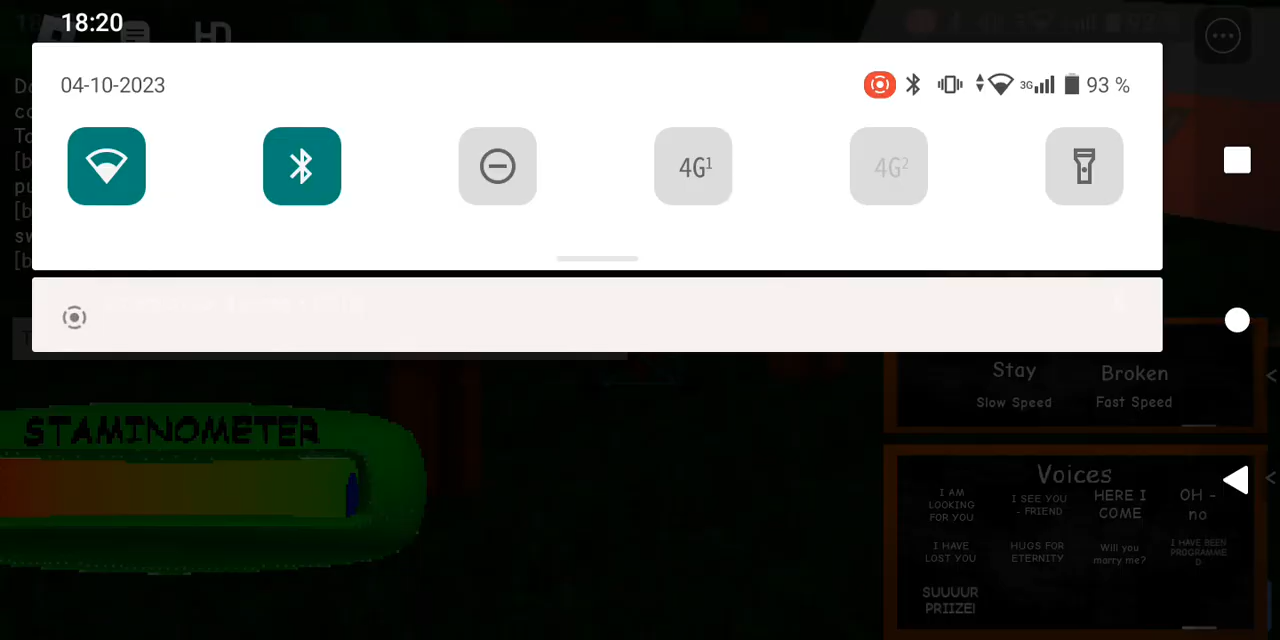 18:20
HD
04-10-2023
3G 93 %
4G1 4G2
STAMINOMETER
Stay Broken
Slow Speed Fast Speed
Voices
I AM LOOKING FOR YOU
I SEE YOU - FRIEND
HERE I COME
OH - no
I HAVE LOST YOU
HUGS FOR ETERNITY
Will you marry me?
I HAVE BEEN PROGRAMMED
SUUUUR PRIIZE!